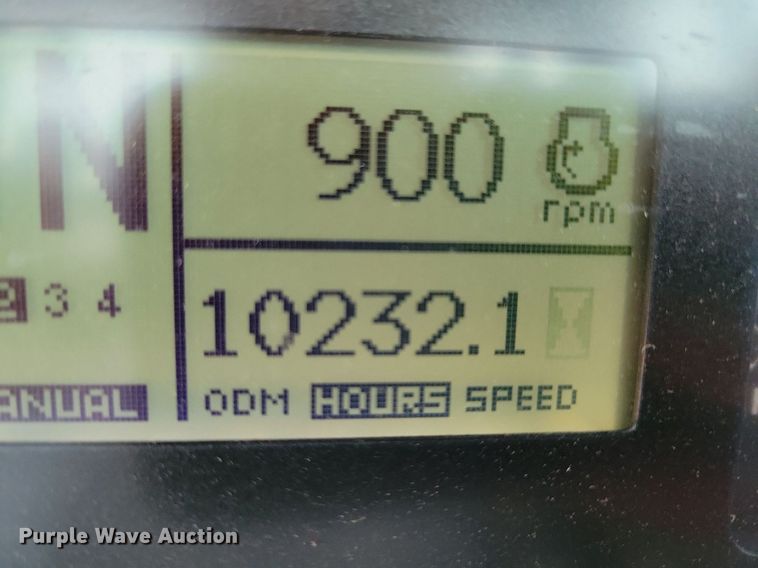 N
900
rpm
2 3 4
10232.1
ANUAL
ODM HOURS SPEED
Purple Wave Auction